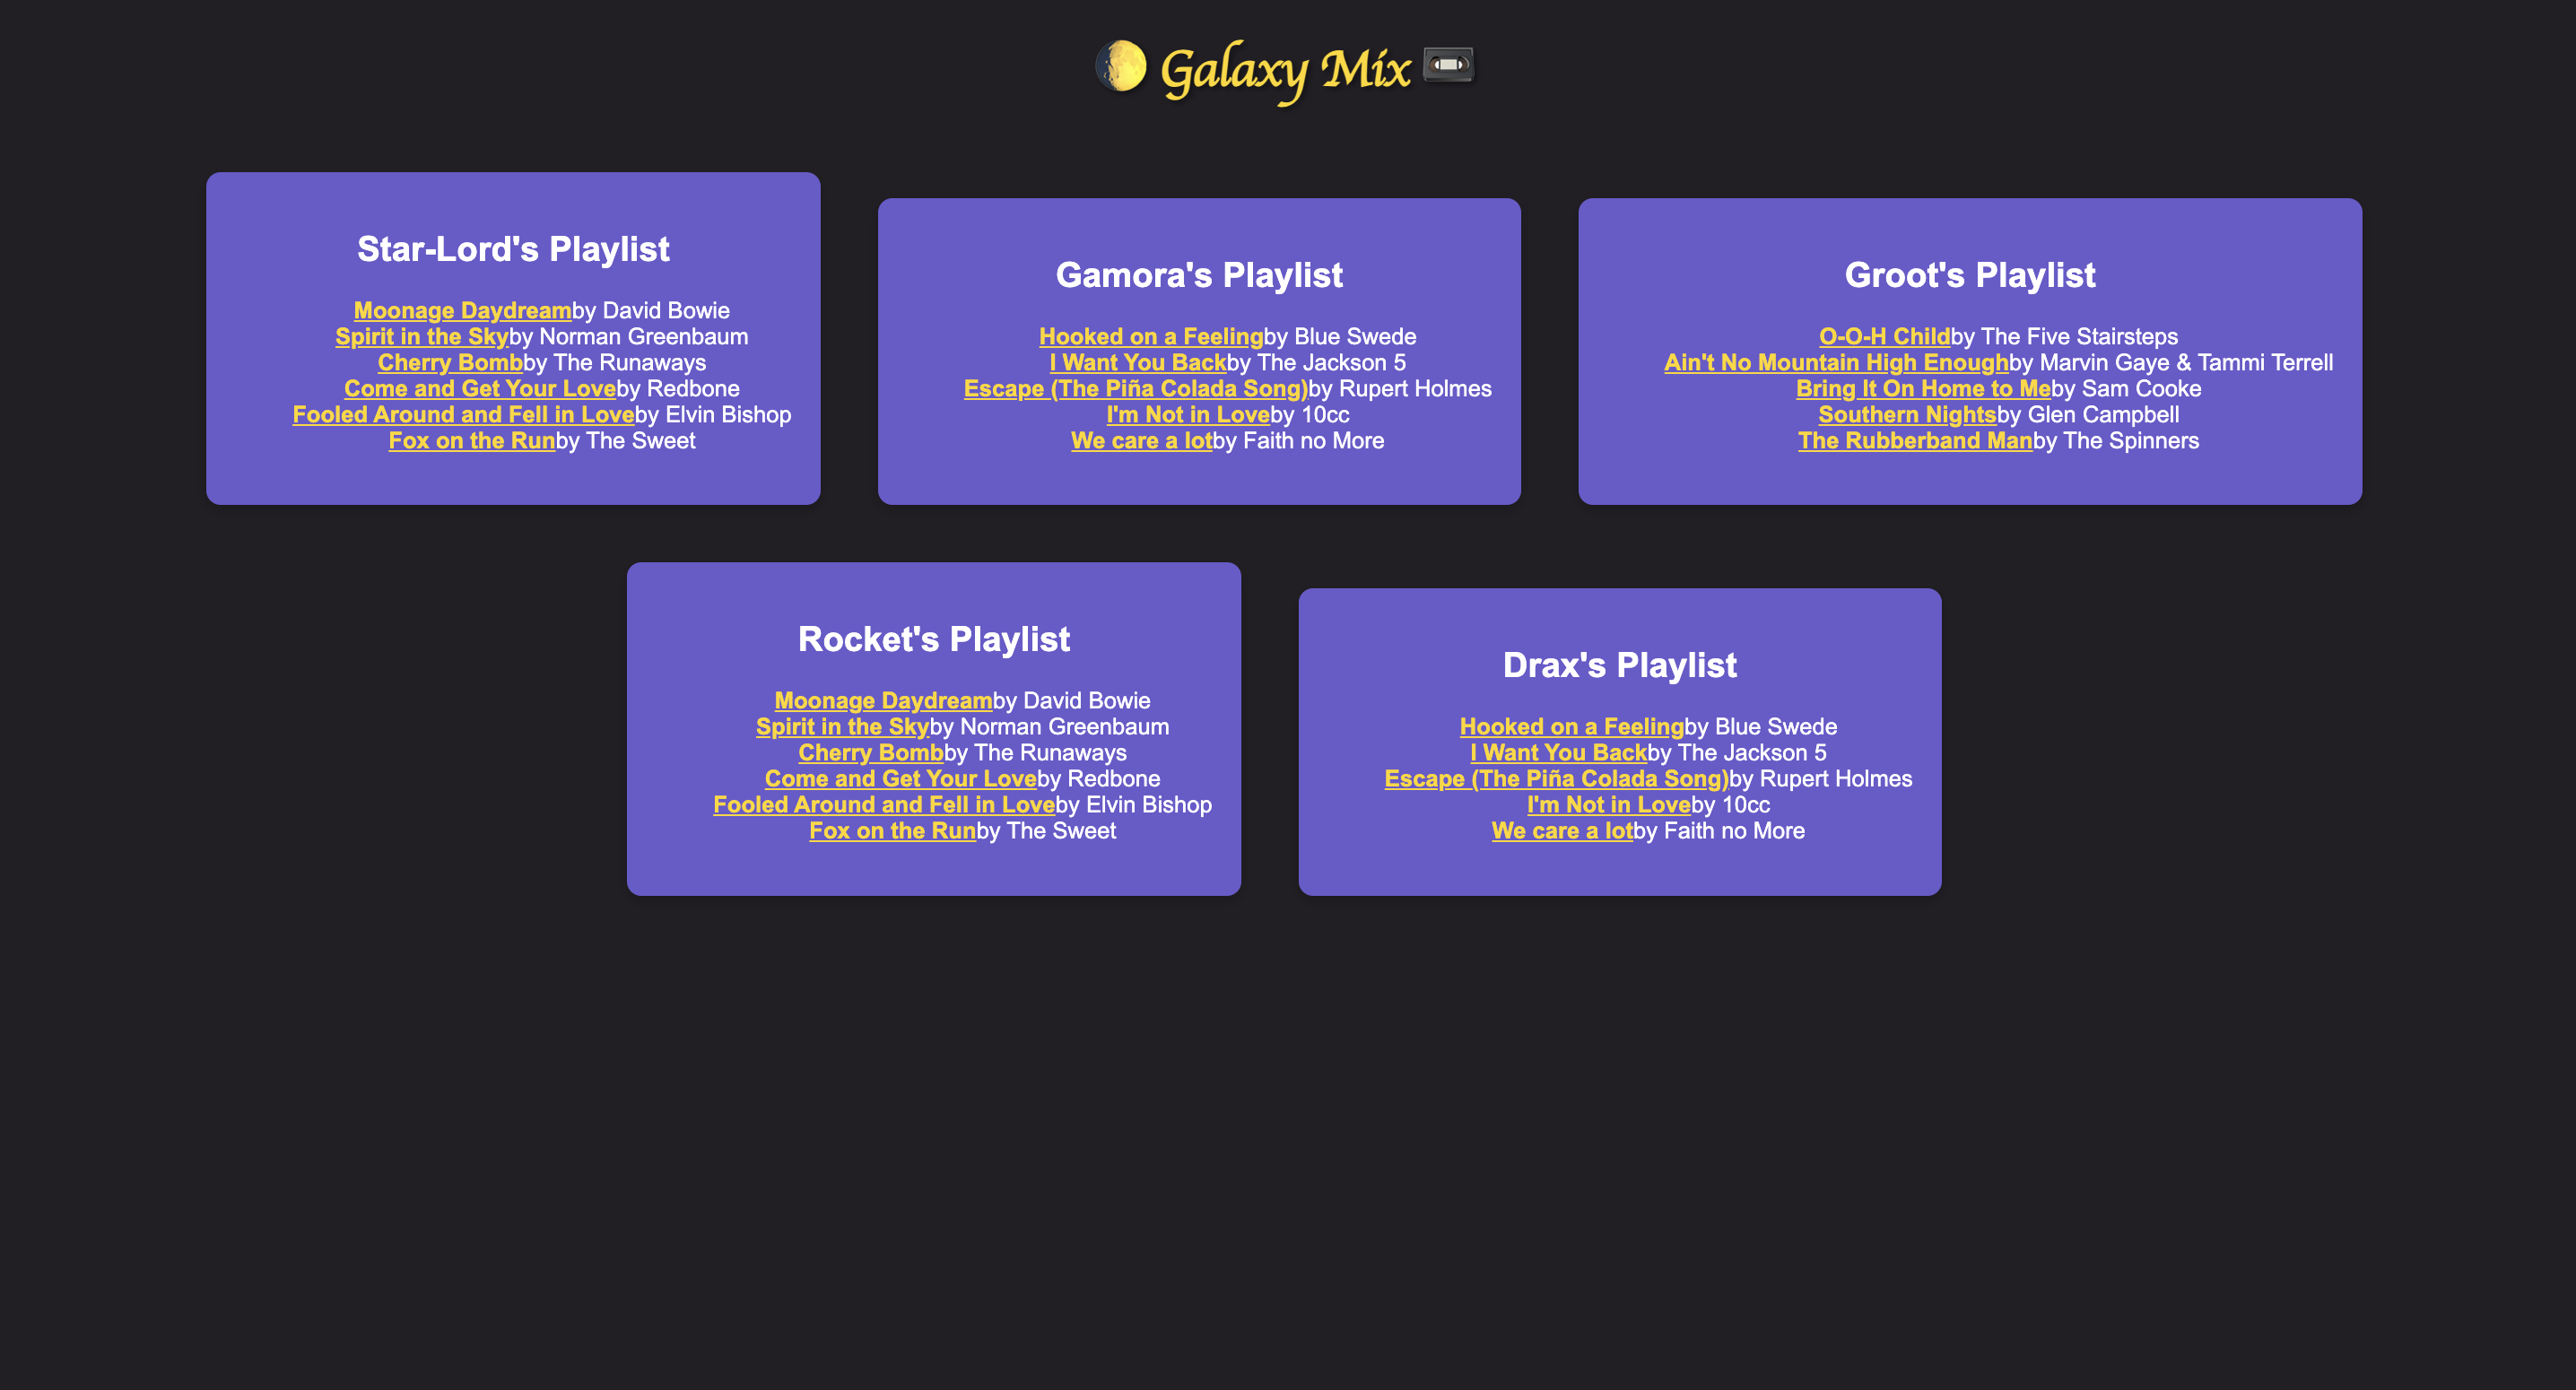 Galaxy Mix
Star-Lord's Playlist
Moonage Daydreamby David Bowie
Spirit in the Skyby Norman Greenbaum
Cherry Bombby The Runaways
Come and Get Your Loveby Redbone
Fooled Around and Fell in Loveby Elvin Bishop
Fox on the Runby The Sweet
Gamora's Playlist
Hooked on a Feelingby Blue Swede
I Want You Backby The Jackson 5
Escape (The Piña Colada Song)by Rupert Holmes
I'm Not in Loveby 10cc
We care a lotby Faith no More
Groot's Playlist
O-O-H Childby The Five Stairsteps
Ain't No Mountain High Enoughby Marvin Gaye & Tammi Terrell
Bring It On Home to Meby Sam Cooke
Southern Nightsby Glen Campbell
The Rubberband Manby The Spinners
Rocket's Playlist
Moonage Daydreamby David Bowie
Spirit in the Skyby Norman Greenbaum
Cherry Bombby The Runaways
Come and Get Your Loveby Redbone
Fooled Around and Fell in Loveby Elvin Bishop
Fox on the Runby The Sweet
Drax's Playlist
Hooked on a Feelingby Blue Swede
I Want You Backby The Jackson 5
Escape (The Piña Colada Song)by Rupert Holmes
I'm Not in Loveby 10cc
We care a lotby Faith no More